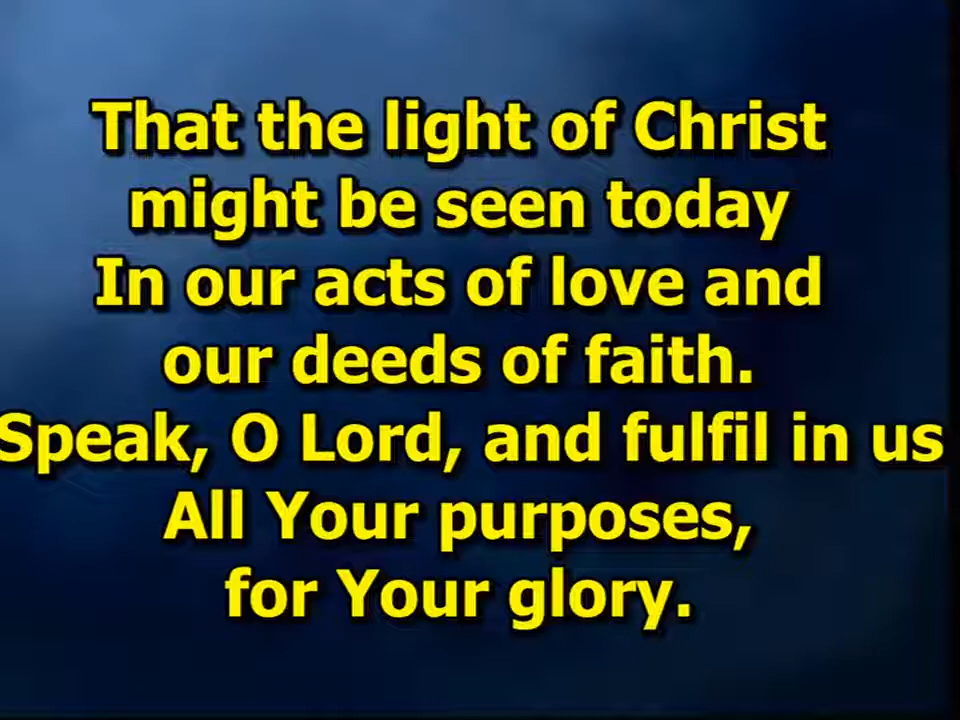 That the light of Christ
might be seen today
In our acts of love and
our deeds of faith.
Speak, O Lord, and fulfil in us
All Your purposes,
for Your glory.